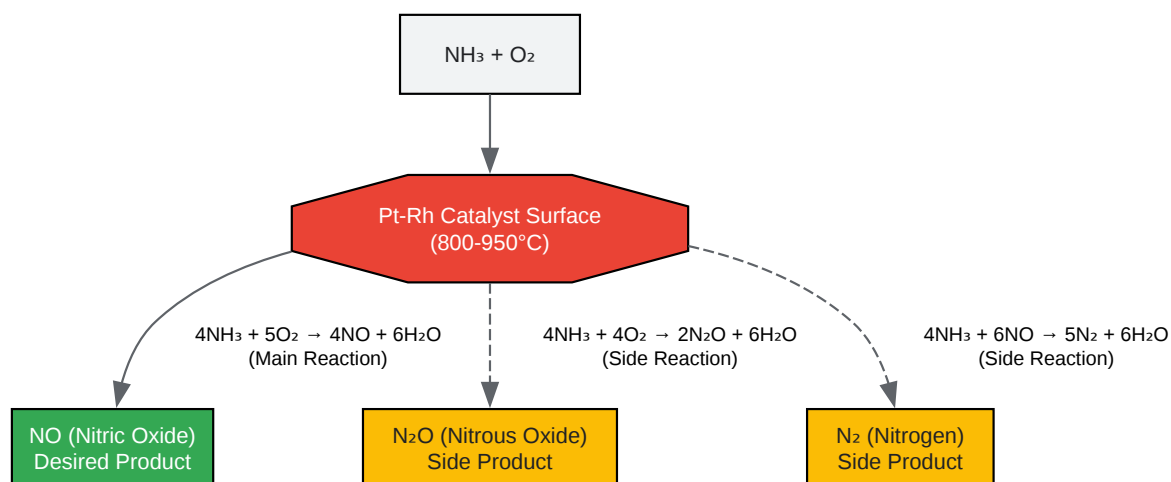 NH₃ + O₂
Pt-Rh Catalyst Surface
(800-950°C)
4NH₃ + 5O₂ → 4NO + 6H₂O
(Main Reaction)
4NH₃ + 4O₂ → 2N₂O + 6H₂O
(Side Reaction)
4NH₃ + 6NO → 5N₂ + 6H₂O
(Side Reaction)
NO (Nitric Oxide)
Desired Product
N₂O (Nitrous Oxide)
Side Product
N₂ (Nitrogen)
Side Product